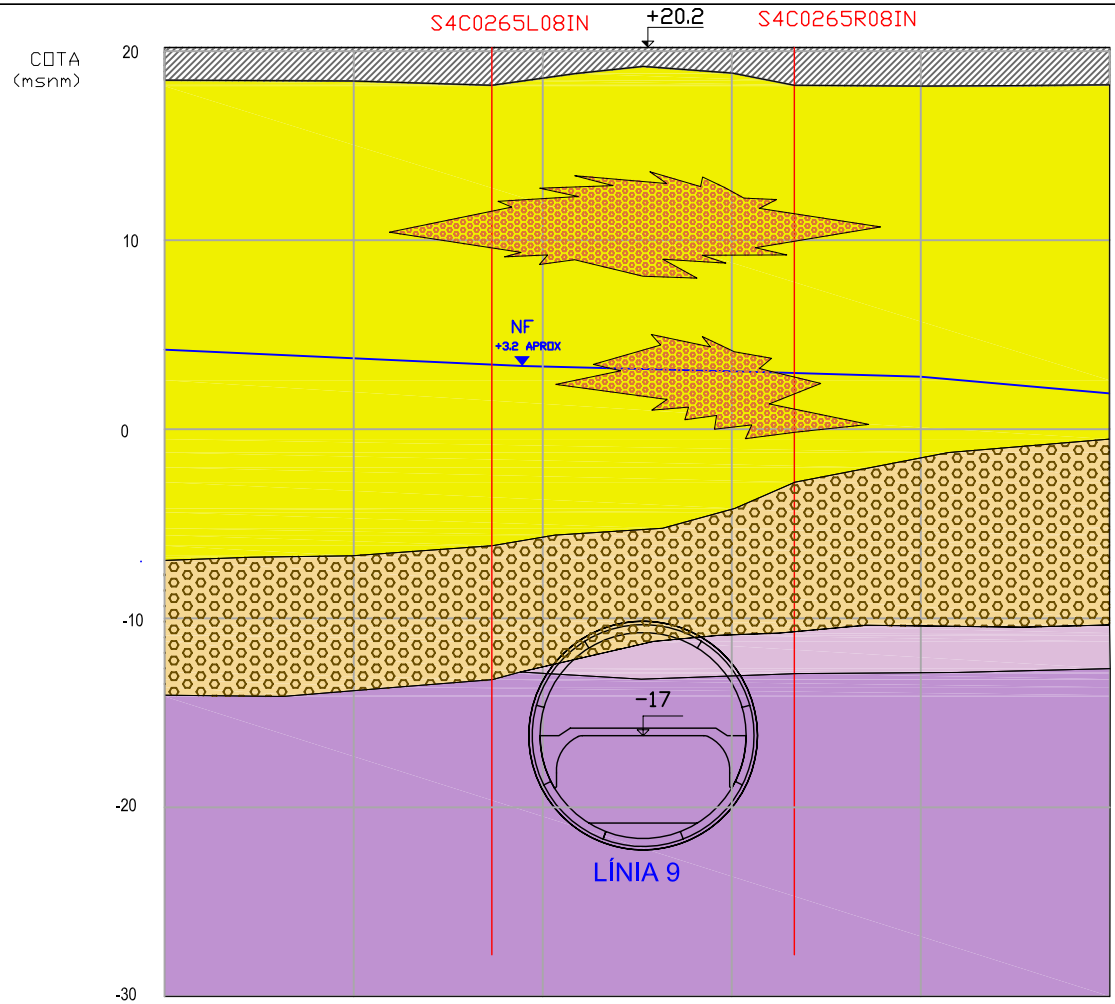 S4C0265L08IN
+20.2
S4C0265R08IN
COTA
(msnm)
20
10
NF
+3.2 APROX
0
-10
-17
-20
LÍNIA 9
-30